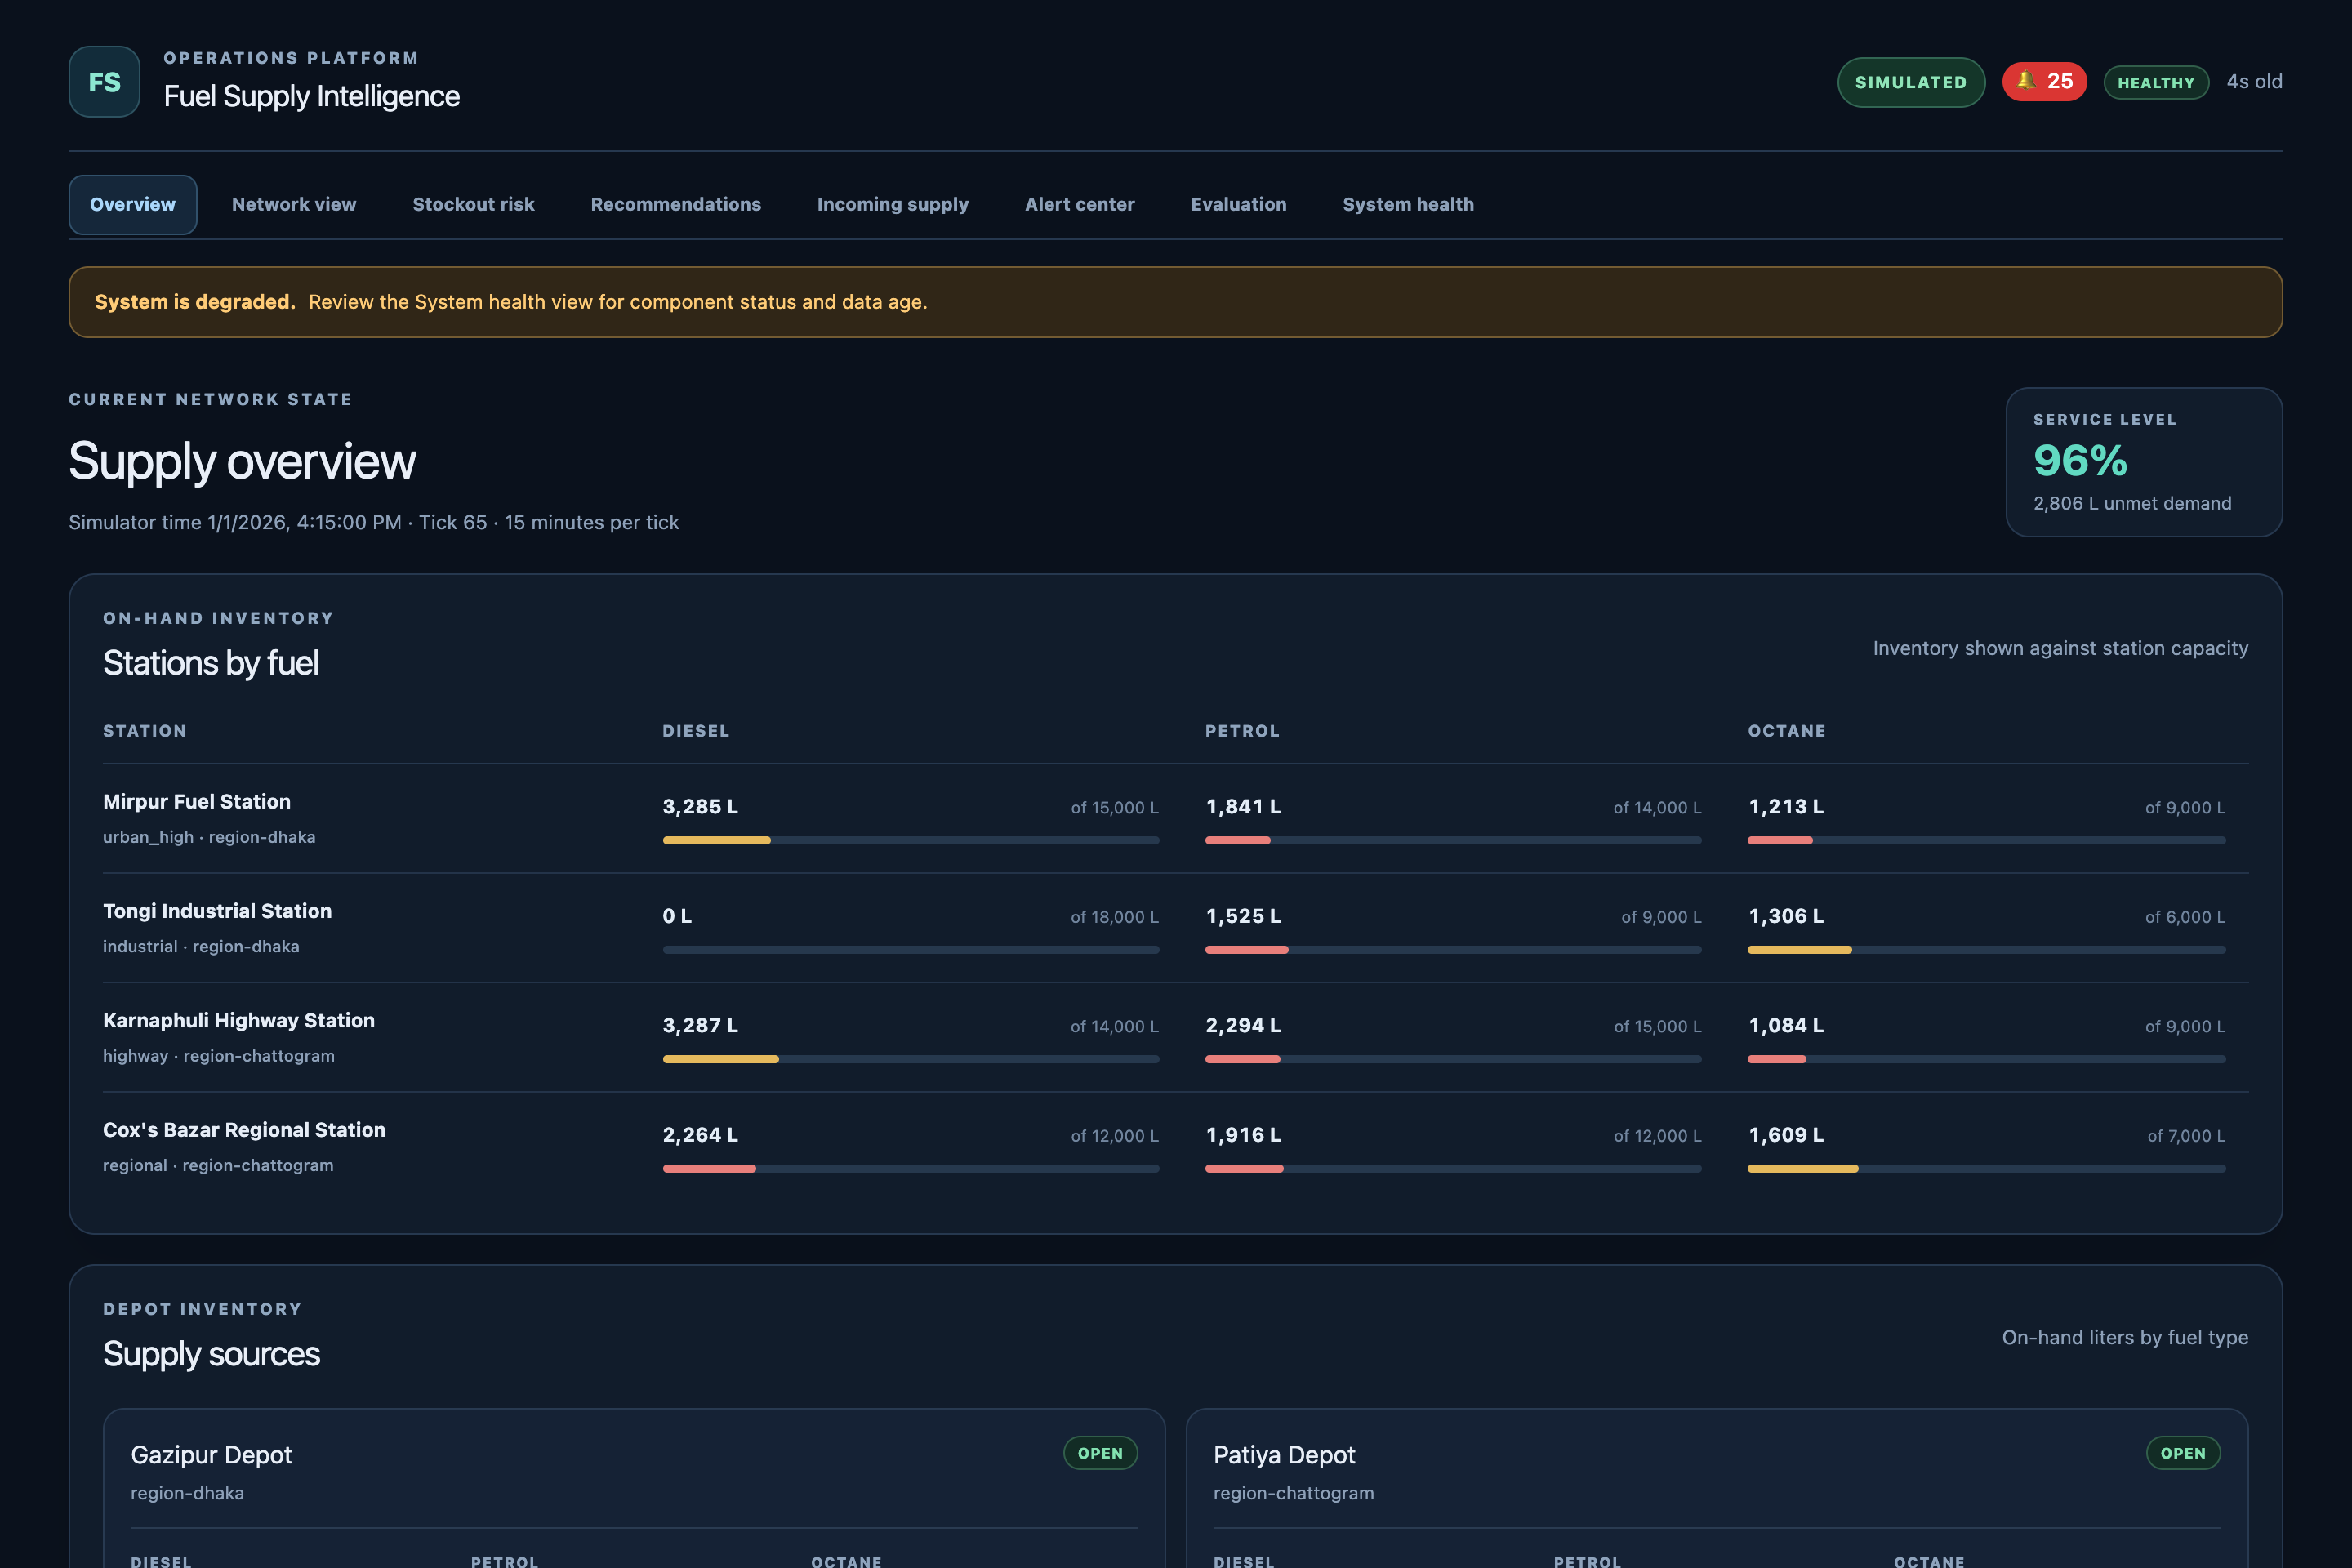 FS
OPERATIONS PLATFORM
Fuel Supply Intelligence
SIMULATED
25
HEALTHY
4s old
Overview
Network view
Stockout risk
Recommendations
Incoming supply
Alert center
Evaluation
System health
System is degraded. Review the System health view for component status and data age.
CURRENT NETWORK STATE
Supply overview
Simulator time 1/1/2026, 4:15:00 PM · Tick 65 · 15 minutes per tick
SERVICE LEVEL
96%
2,806 L unmet demand
ON-HAND INVENTORY
Stations by fuel
Inventory shown against station capacity
STATION DIESEL PETROL OCTANE
Mirpur Fuel Station
urban_high · region-dhaka
3,285 L of 15,000 L
1,841 L of 14,000 L
1,213 L of 9,000 L
Tongi Industrial Station
industrial · region-dhaka
0 L of 18,000 L
1,525 L of 9,000 L
1,306 L of 6,000 L
Karnaphuli Highway Station
highway · region-chattogram
3,287 L of 14,000 L
2,294 L of 15,000 L
1,084 L of 9,000 L
Cox's Bazar Regional Station
regional · region-chattogram
2,264 L of 12,000 L
1,916 L of 12,000 L
1,609 L of 7,000 L
DEPOT INVENTORY
Supply sources
On-hand liters by fuel type
Gazipur Depot
OPEN
region-dhaka
DIESEL PETROL OCTANE
Patiya Depot
OPEN
region-chattogram
DIESEL PETROL OCTANE